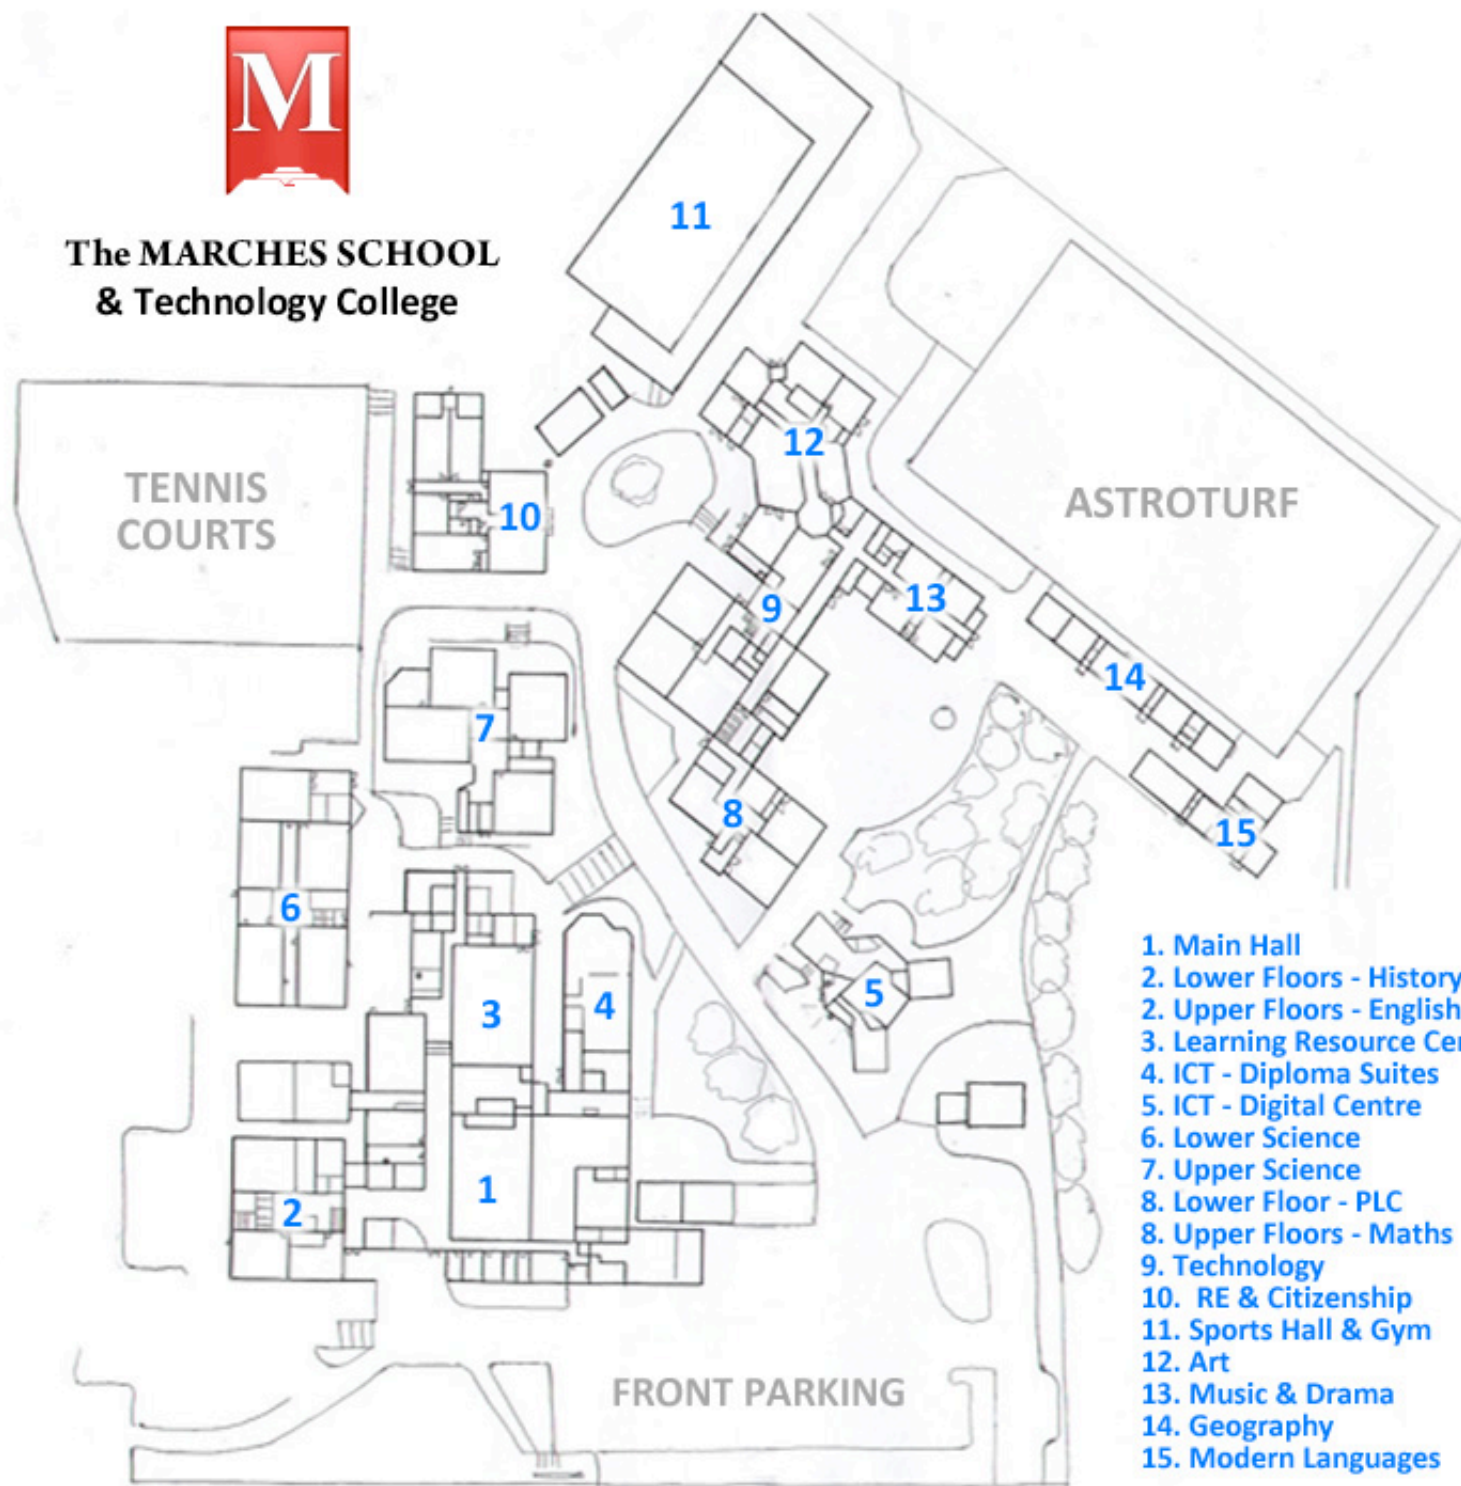 M
The MARCHES SCHOOL
& Technology College
11
TENNIS
COURTS
10
12
ASTROTURF
9
13
14
7
8
15
6
5
3
4
1
2
FRONT PARKING
1. Main Hall
2. Lower Floors - History
2. Upper Floors - English
3. Learning Resource
4. ICT - Diploma Suites
5. ICT - Digital Centre
6. Lower Science
7. Upper Science
8. Lower Floor - PLC
8. Upper Floors - Maths
9. Technology
10. RE & Citizenship
11. Sports Hall & Gym
12. Art
13. Music & Drama
14. Geography
15. Modern Languages